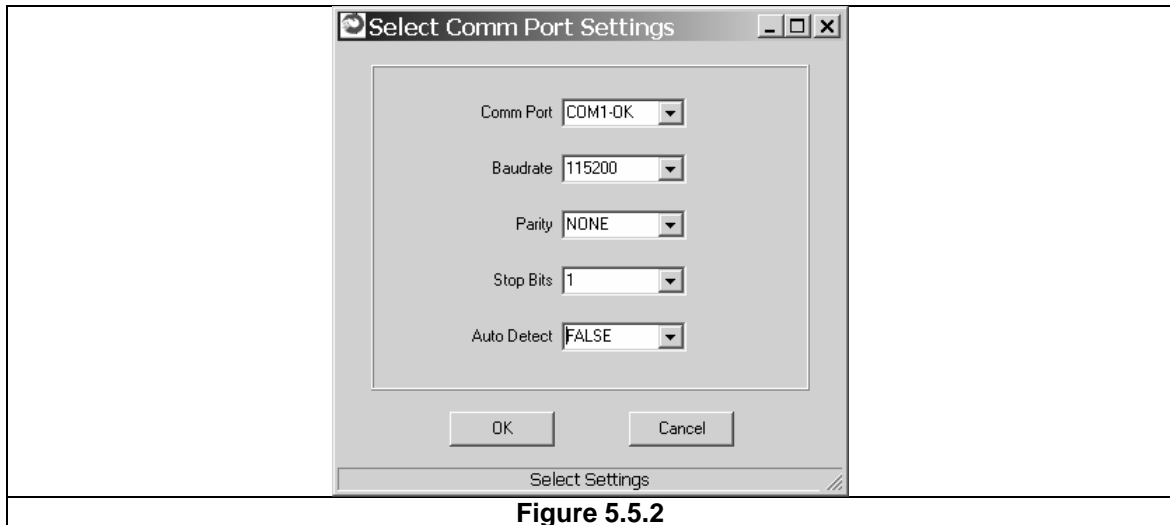 Select Comm Port Settings
Comm Port COM1-OK
Baudrate 115200
Parity NONE
Stop Bits 1
Auto Detect FALSE
OK Cancel
Select Settings
Figure 5.5.2